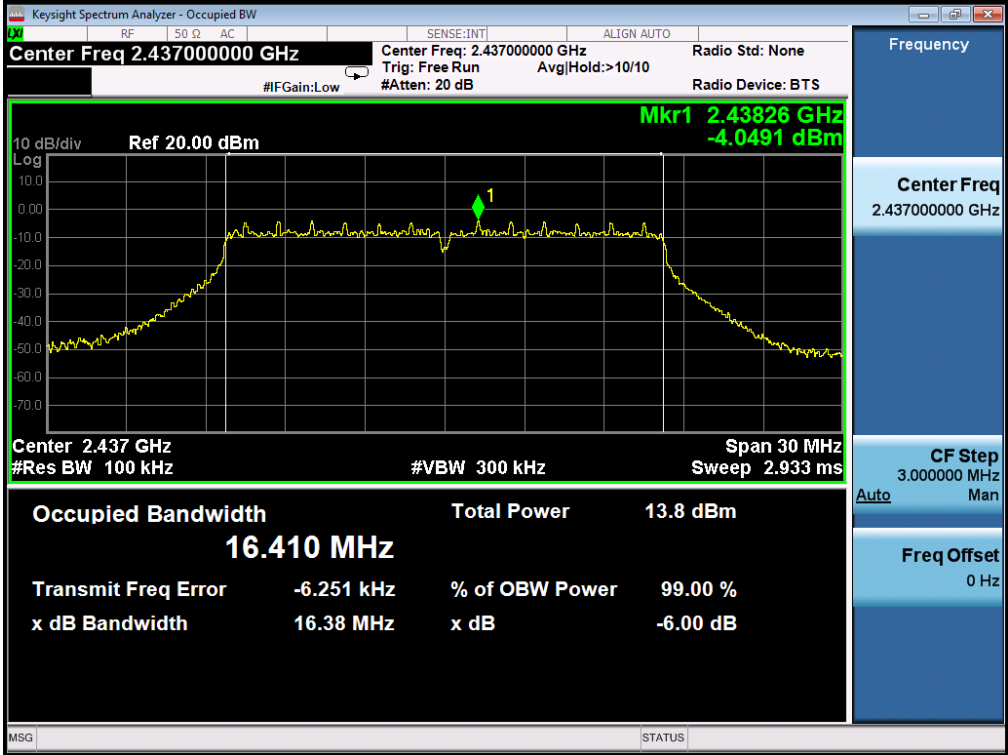 Keysight Spectrum Analyzer - Occupied BW
LXI RF 50 Ω AC SENSE:INT ALIGN AUTO
Center Freq 2.437000000 GHz
Center Freq: 2.437000000 GHz
Radio Std: None
Trig: Free Run Avg|Hold:>10/10
#IFGain:Low
#Atten: 20 dB
Radio Device: BTS
Mkr1 2.43826 GHz
-4.0491 dBm
10 dB/div Ref 20.00 dBm
Log
10.0
1
0.00
-10.0
-20.0
-30.0
-40.0
-50.0
-60.0
-70.0
Center 2.437 GHz Span 30 MHz
#Res BW 100 kHz #VBW 300 kHz Sweep 2.933 ms
Occupied Bandwidth Total Power 13.8 dBm
16.410 MHz
Transmit Freq Error -6.251 kHz % of OBW Power 99.00 %
x dB Bandwidth 16.38 MHz x dB -6.00 dB
Frequency
Center Freq
2.437000000 GHz
CF Step
3.000000 MHz
Auto Man
Freq Offset
0 Hz
MSG STATUS